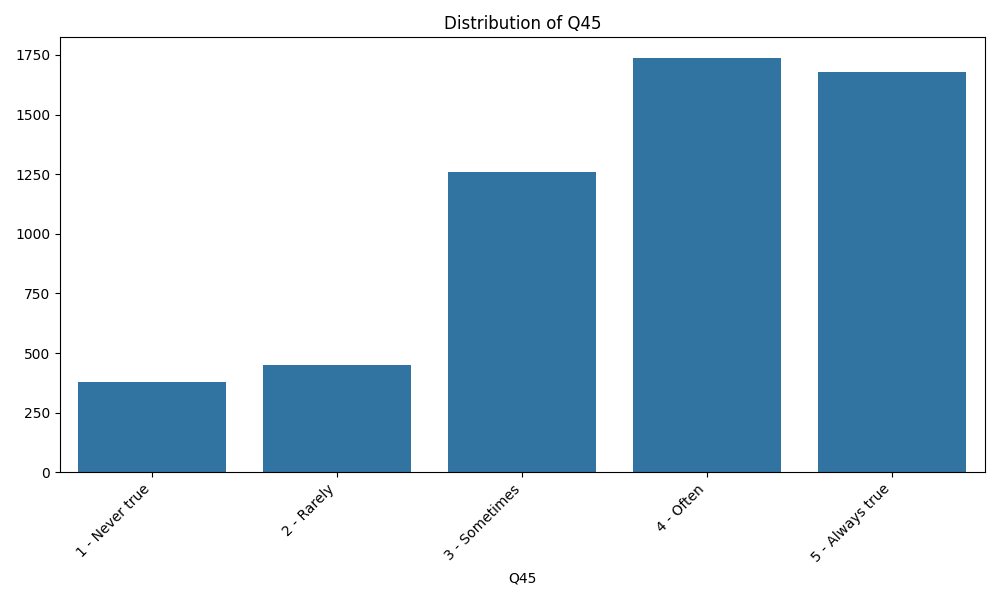 Distribution of Q45
1750
1500
1250
1000
750
500
250
0
1 - Never true
2 - Rarely
3 - Sometimes
4 - Often
5 - Always true
Q45